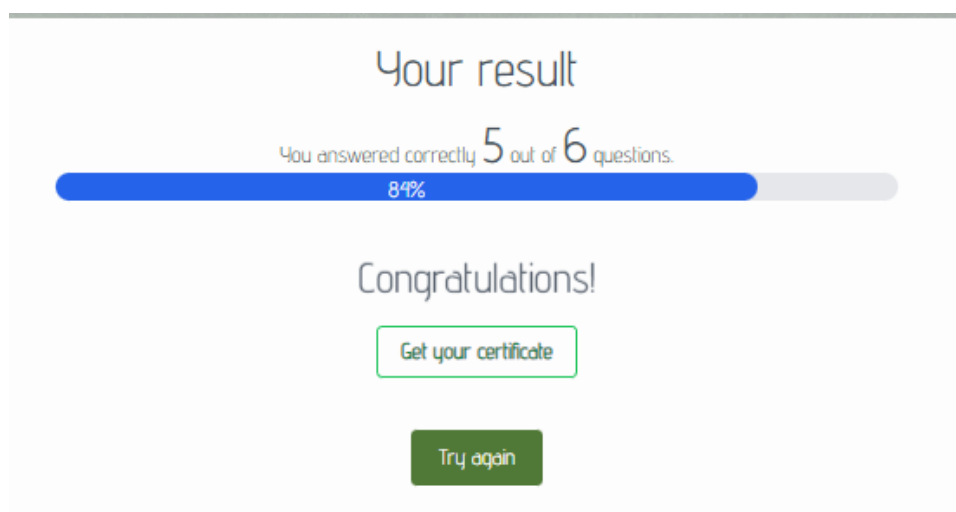 Your result
You answered correctly 5 out of 6 questions.
84%
Congratulations!
Get your certificate
Try again